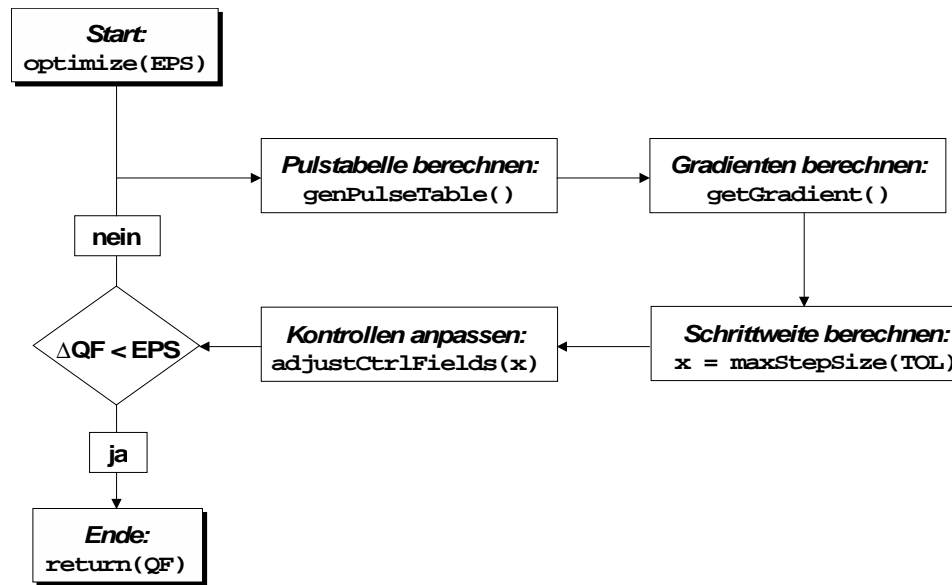 Start:
optimize(EPS)
Pulstabelle berechnen:
genPulseTable()
Gradienten berechnen:
getGradient()
nein
ΔQF < EPS
Kontrollen anpassen:
adjustCtrlFields(x)
Schrittweite berechnen:
x = maxStepSize(TOL)
ja
Ende:
return(QF)